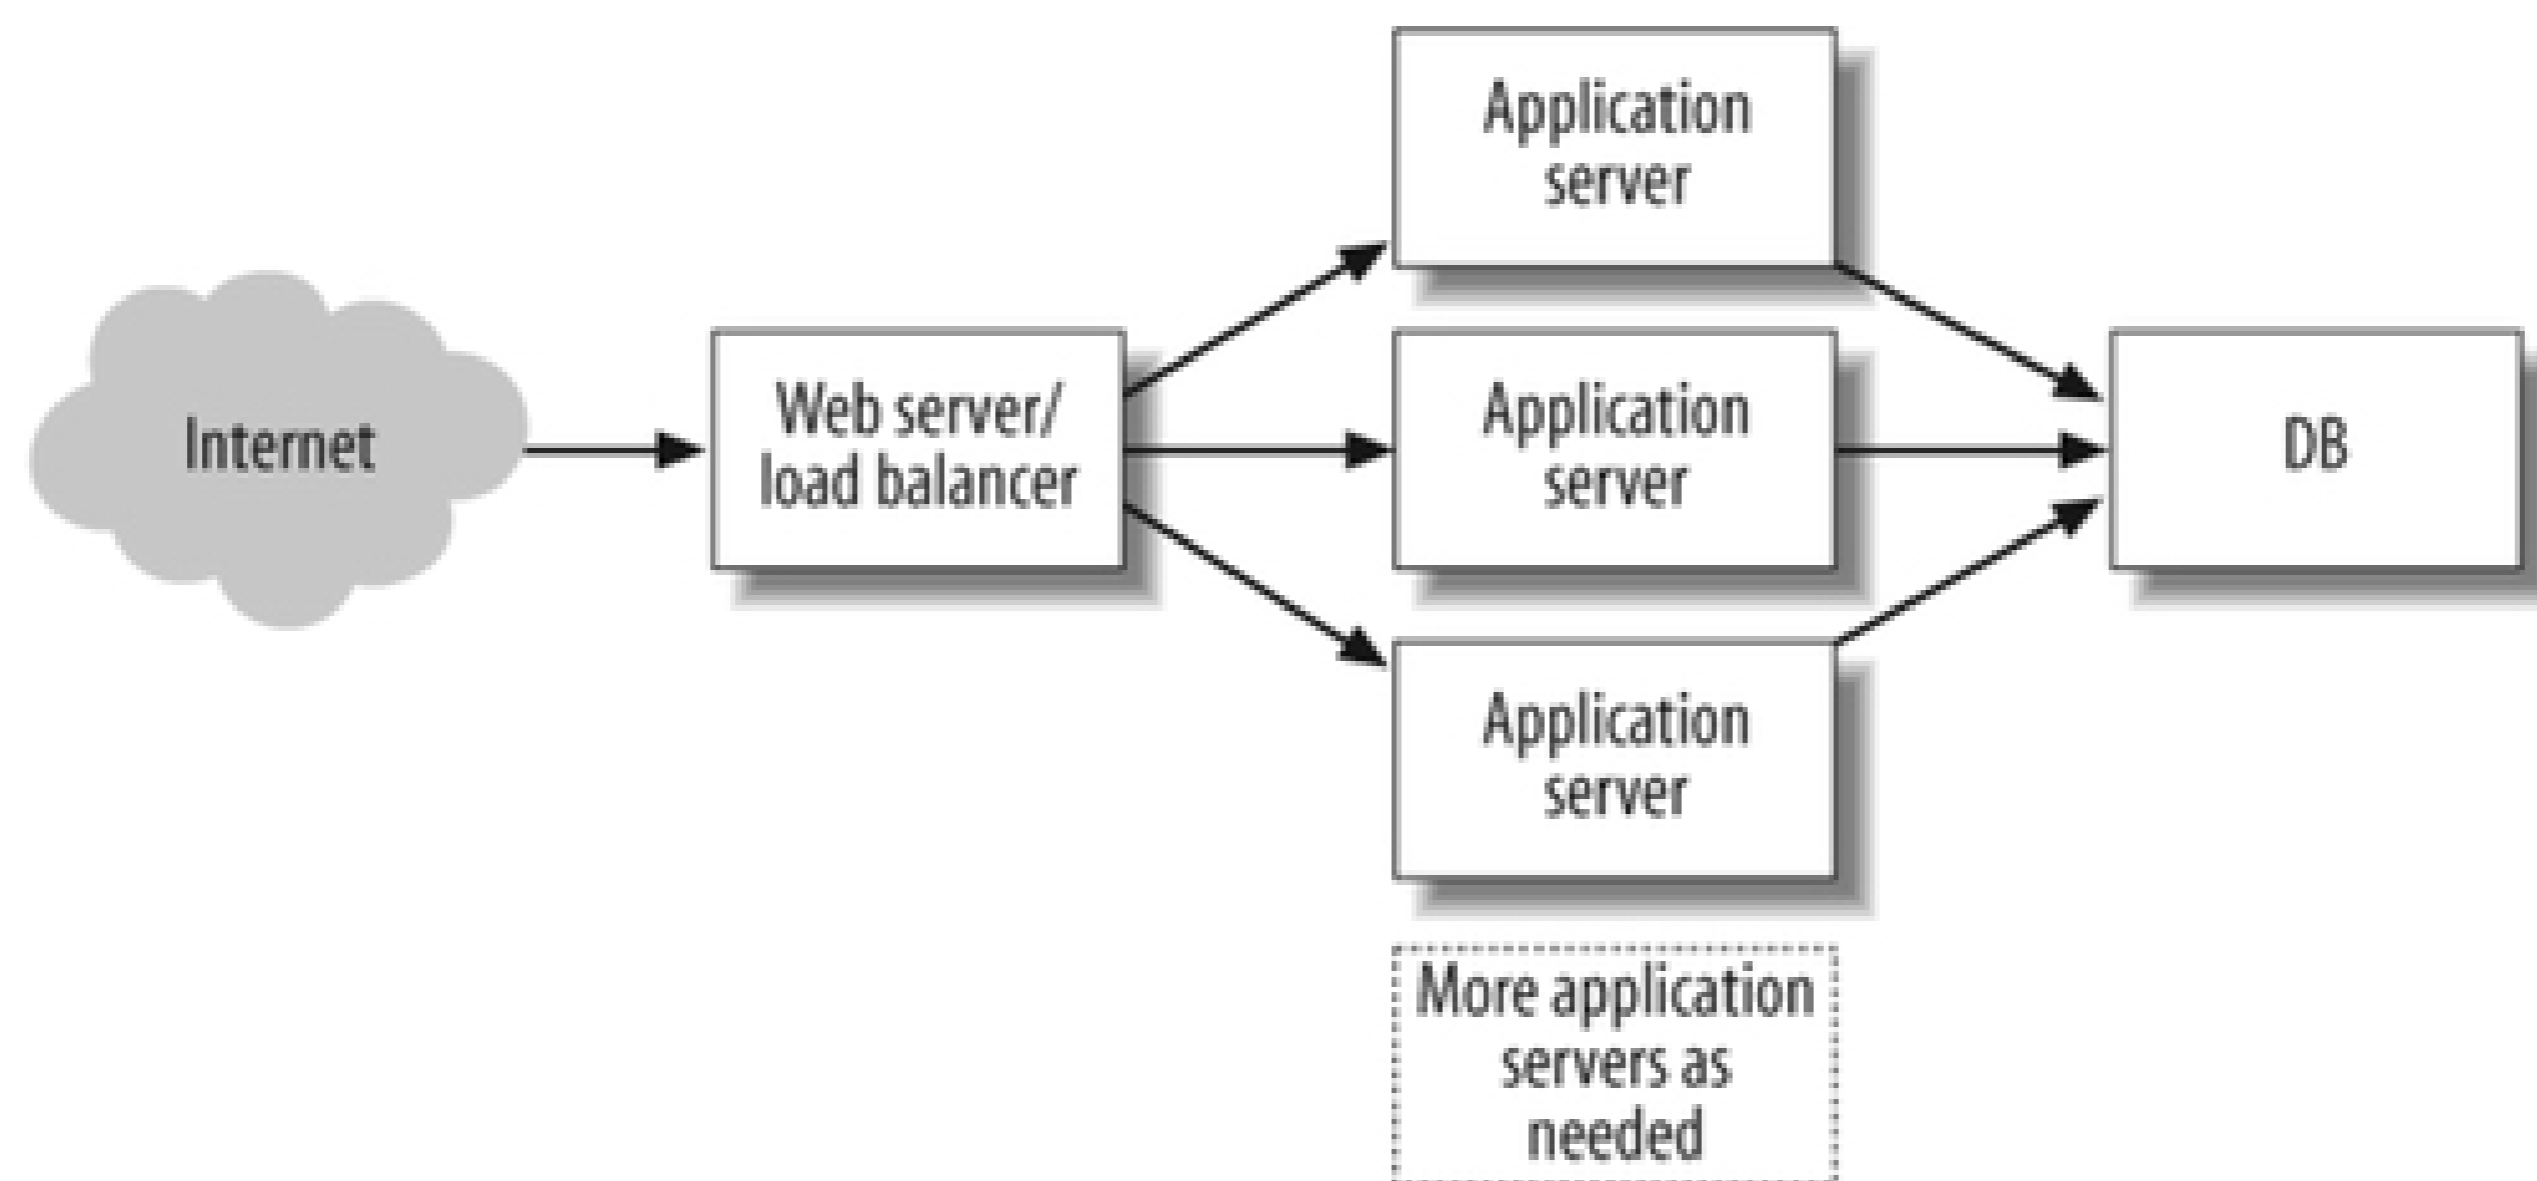 Internet
Web server/
load balancer
Application
server
Application
server
Application
server
More application
servers as
needed
DB